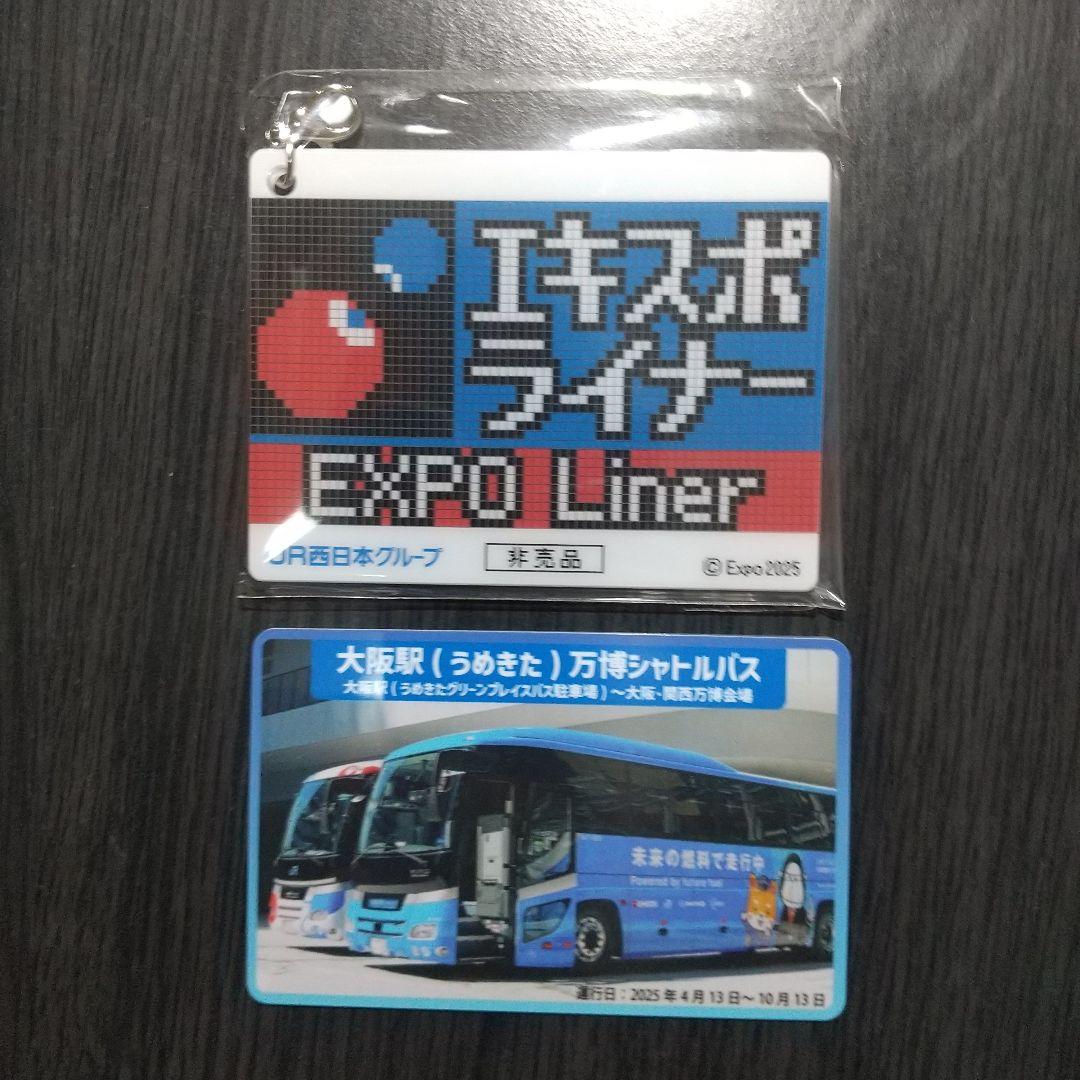 エキスポ
ライナー
EXPO Liner
JR西日本グループ
非売品
© Expo 2025
大阪駅(うめきた)万博シャトルバス
大阪駅(うめきたグリーンプレイスバス駐車場)~大阪・関西万博会場
未来の燃料で走行中
Powered by future fuel
運行日:2025年4月13日~10月13日